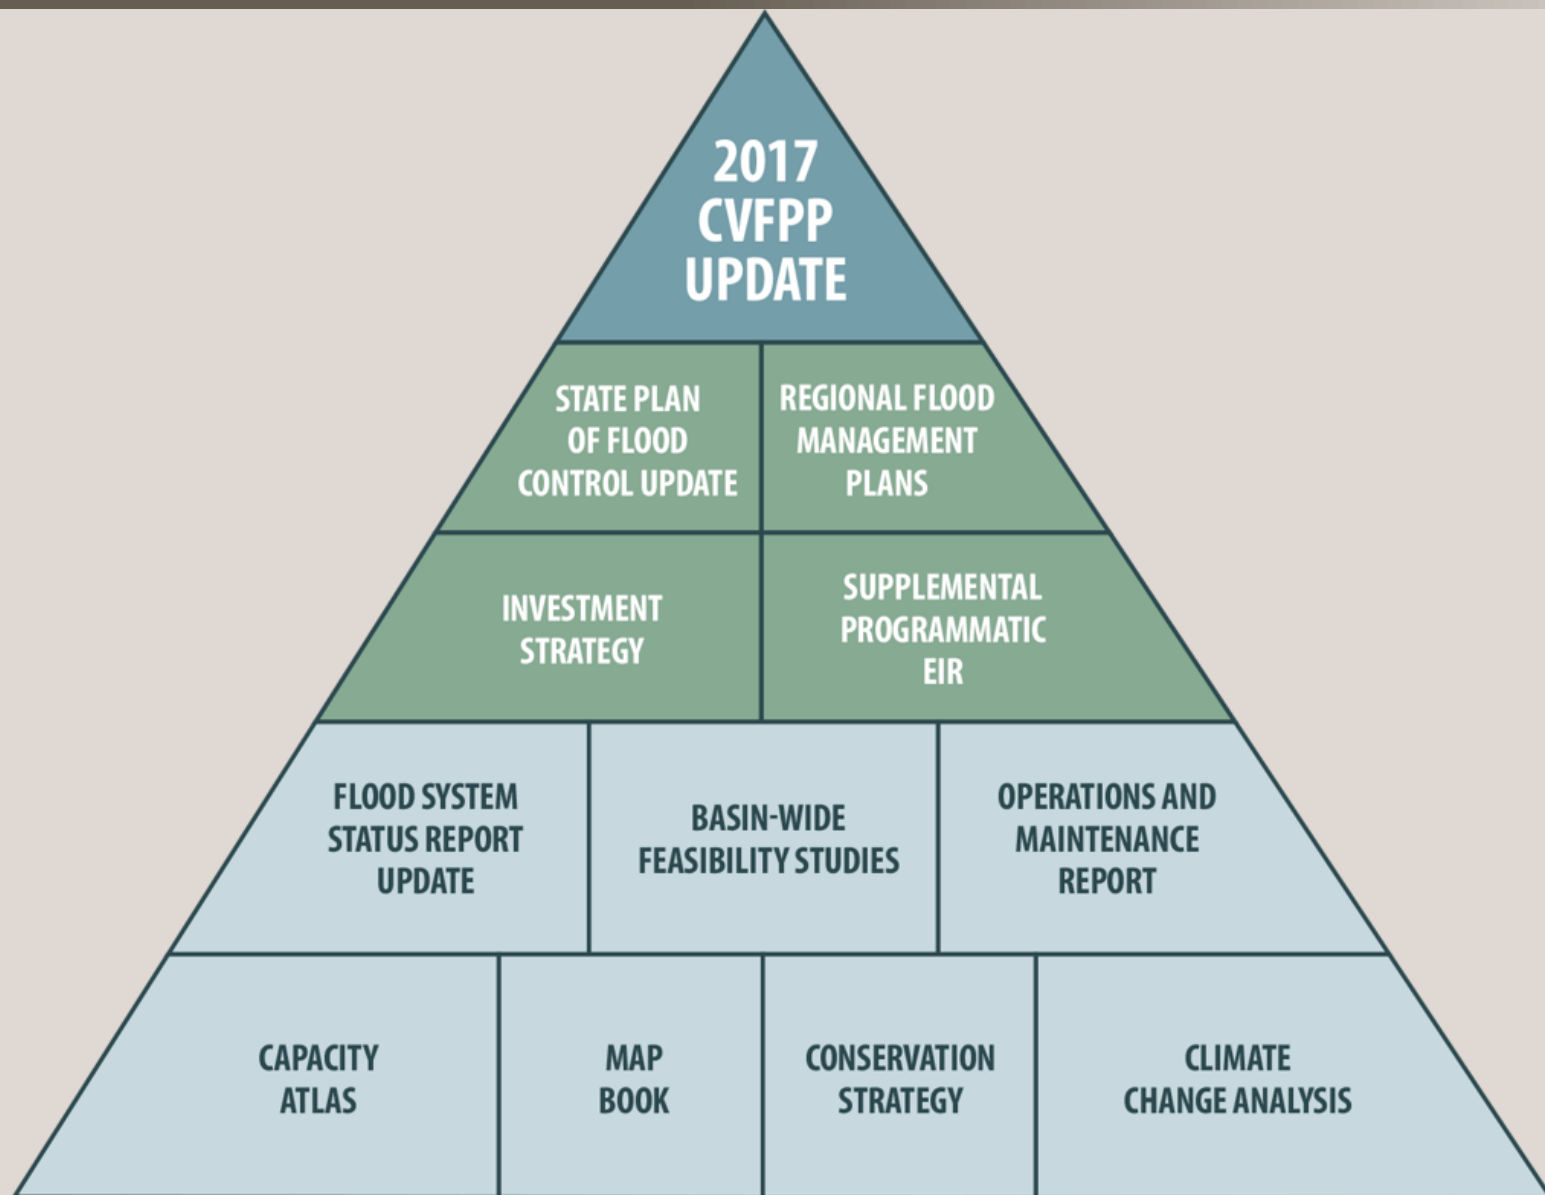 2017
CVFPP
UPDATE
STATE PLAN
OF FLOOD
CONTROL UPDATE
REGIONAL FLOOD
MANAGEMENT
PLANS
INVESTMENT
STRATEGY
SUPPLEMENTAL
PROGRAMMATIC
EIR
FLOOD SYSTEM
STATUS REPORT
UPDATE
BASIN-WIDE
FEASIBILITY STUDIES
OPERATIONS AND
MAINTENANCE
REPORT
CAPACITY
ATLAS
MAP
BOOK
CONSERVATION
STRATEGY
CLIMATE
CHANGE ANALYSIS